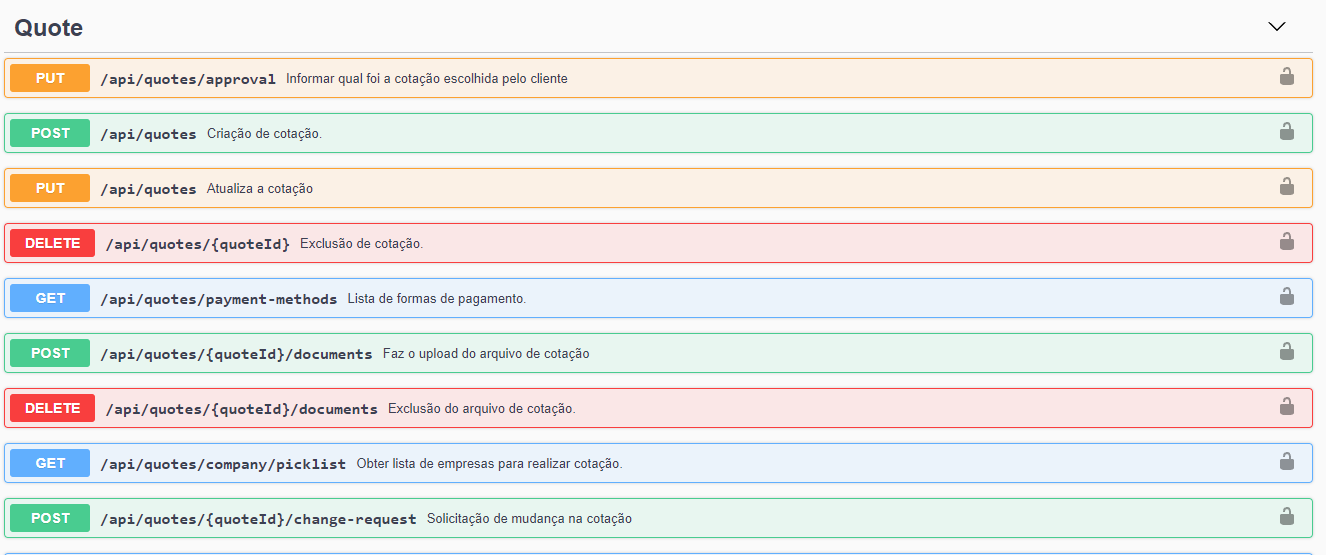 Quote
PUT /api/quotes/approval Informar qual foi a cotação escolhida pelo cliente
POST /api/quotes Criação de cotação.
PUT /api/quotes Atualiza a cotação
DELETE /api/quotes/{quoteId} Exclusão de cotação.
GET /api/quotes/payment-methods Lista de formas de pagamento.
POST /api/quotes/{quoteId}/documents Faz o upload do arquivo de cotação
DELETE /api/quotes/{quoteId}/documents Exclusão do arquivo de cotação.
GET /api/quotes/company/picklist Obter lista de empresas para realizar cotação.
POST /api/quotes/{quoteId}/change-request Solicitação de mudança na cotação